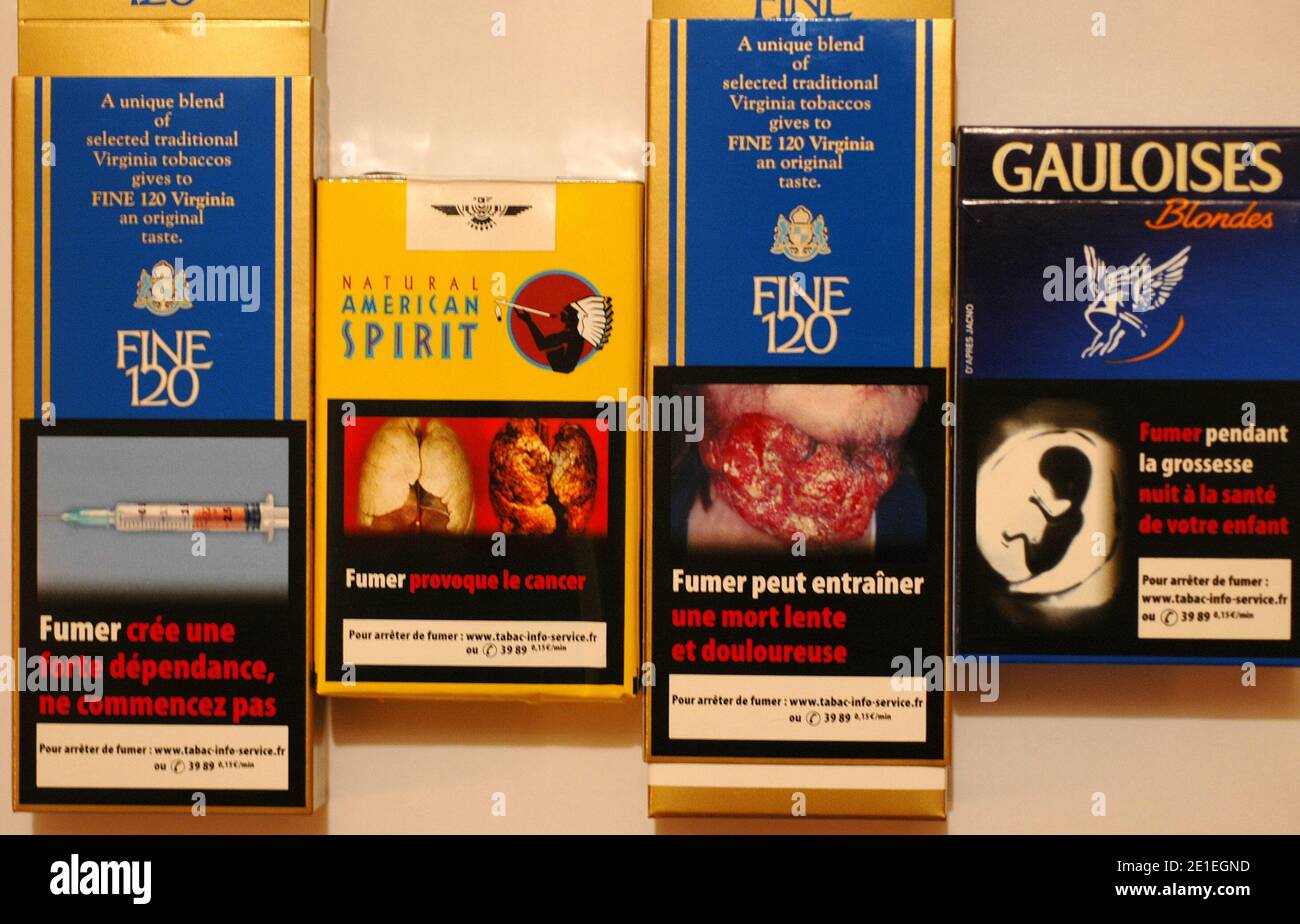 120
A unique blend
of
selected traditional
Virginia tobaccos
gives to
FINE 120 Virginia
an original
taste.
FINE
120
Fumer crée une
forte dépendance,
ne commencez pas
Pour arrêter de fumer : www.tabac-info-service.fr
ou 39 89 0,15€/min
NATURAL
AMERICAN
SPIRIT
Fumer provoque le cancer
Pour arrêter de fumer : www.tabac-info-service.fr
ou 39 89 0,15€/min
FINE
A unique blend
of
selected traditional
Virginia tobaccos
gives to
FINE 120 Virginia
an original
taste.
FINE
120
Fumer peut entraîner
une mort lente
et douloureuse
Pour arrêter de fumer : www.tabac-info-service.fr
ou 39 89 0,15€/min
GAULOISES
Blondes
D'APRÈS JACNO
Fumer pendant
la grossesse
nuit à la santé
de votre enfant
Pour arrêter de fumer :
www.tabac-info-service.fr
ou 39 89 0,15€/min
a
alamy
a
alamy
Image ID: 2E1EGND
www.alamy.com